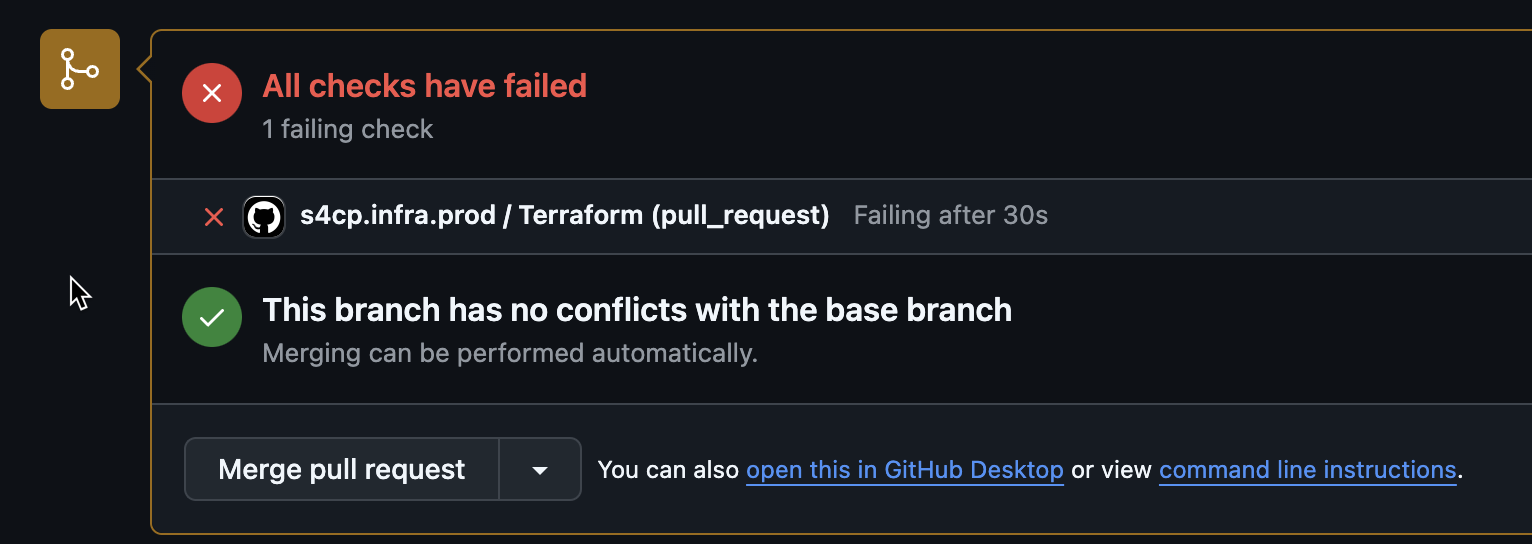 All checks have failed
1 failing check
s4cp.infra.prod / Terraform (pull_request) Failing after 30s
This branch has no conflicts with the base branch
Merging can be performed automatically.
Merge pull request You can also open this in GitHub Desktop or view command line instructions.